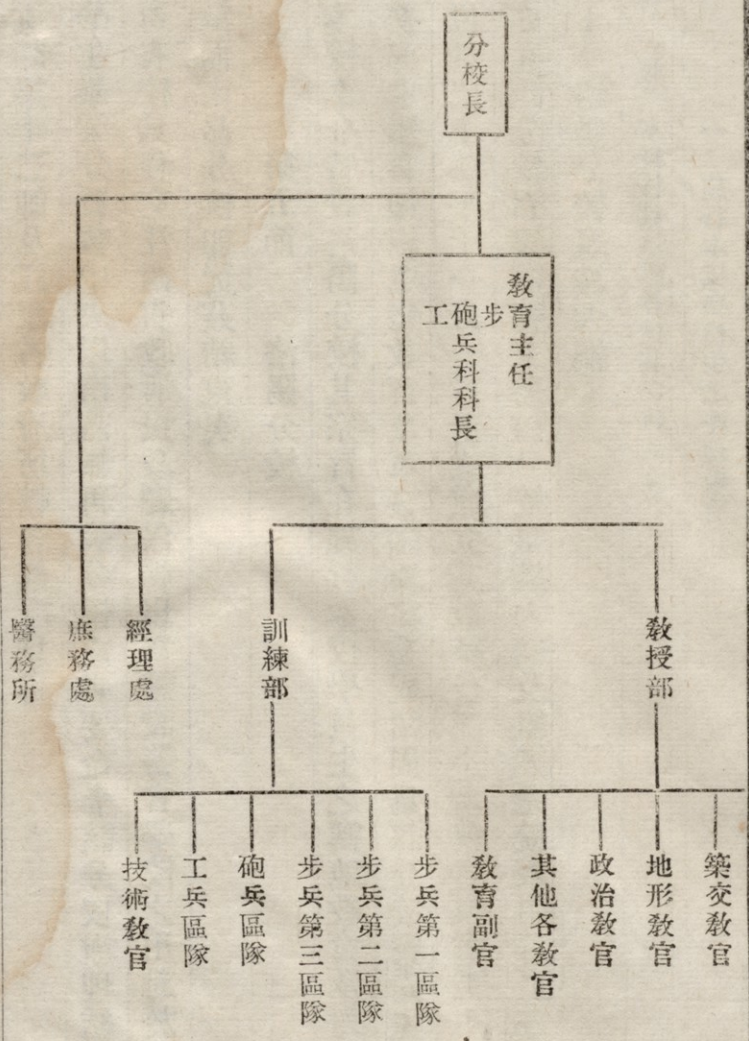 分校長
教育主任
步
砲兵科科長
工
教授部
訓練部
經理處
庶務處
醫務所
築交教官
地形教官
政治教官
其他各教官
教育副官
步兵第一區隊
步兵第二區隊
步兵第三區隊
砲兵區隊
工兵區隊
技術教官